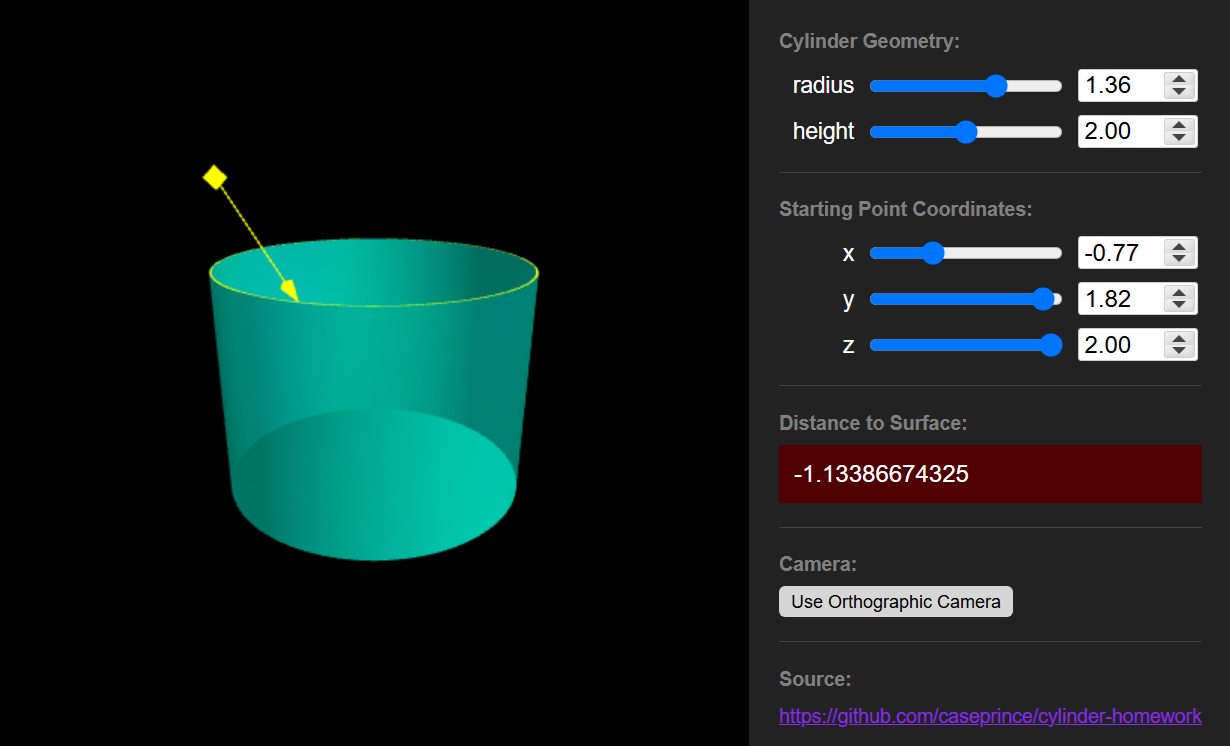 Cylinder Geometry:
radius 1.36
height 2.00
Starting Point Coordinates:
x -0.77
y 1.82
z 2.00
Distance to Surface:
-1.13386674325
Camera:
Use Orthographic Camera
Source:
https://github.com/caseprince/cylinder-homework